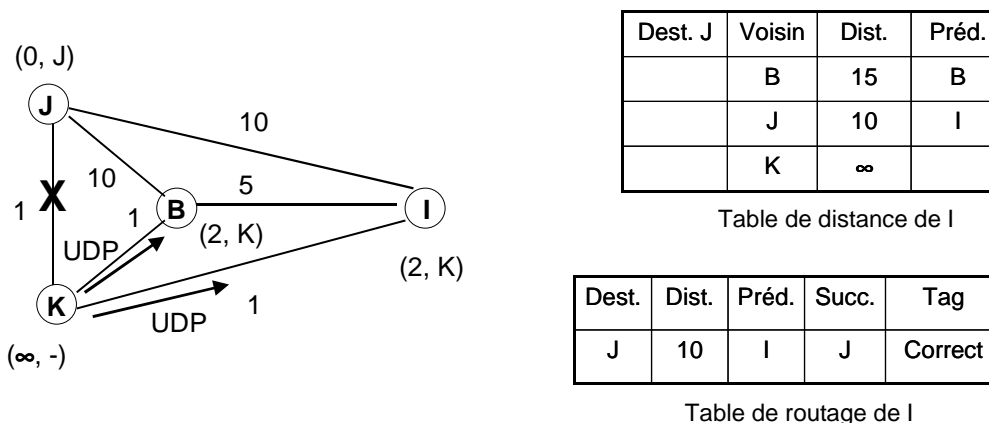 (0, J)
J
10
10
1
X
5
1
B
I
UDP
(2, K)
(2, K)
K
1
UDP
(∞, -)
Dest. J Voisin Dist. Préd.
B 15 B
J 10 I
K ∞
Table de distance de I
Dest. Dist. Préd. Succ. Tag
J 10 I J Correct
Table de routage de I